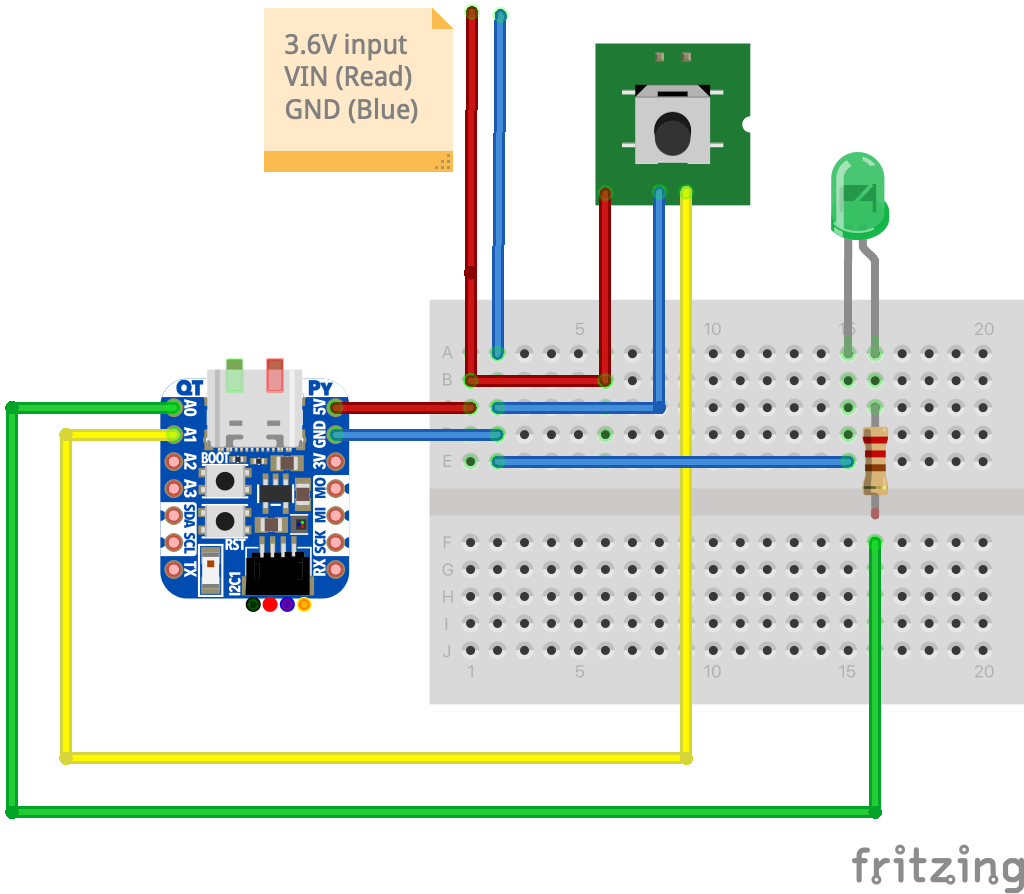 3.6V input
VIN (Read)
GND (Blue)
5
10
15
20
A
B
C
D
E
F
G
H
I
J
1
5
10
15
20
QT
Py
A0
A1
A2
A3
SDA
SCL
TX
5V
GND
3V
MO
MI
SCK
RX
BOOT
RST
I2C1
fritzing